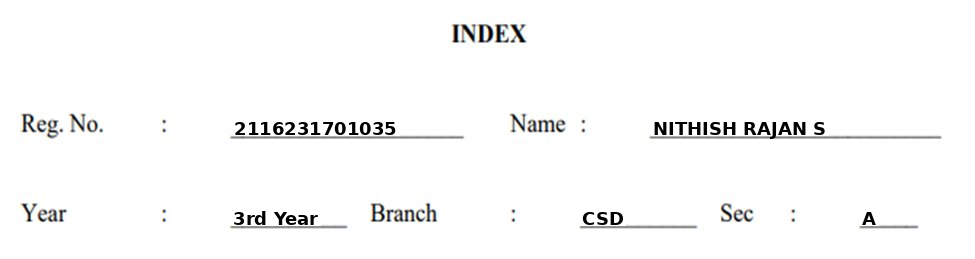 INDEX
Reg. No. : 2116231701035 Name : NITHISH RAJAN S
Year : 3rd Year Branch : CSD Sec : A